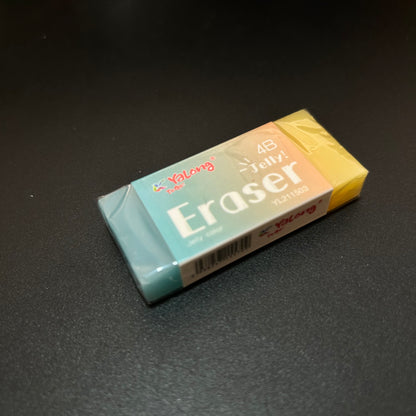 Yalong
4B
Jelly!
Eraser
YL211503
Jelly color
Yalong